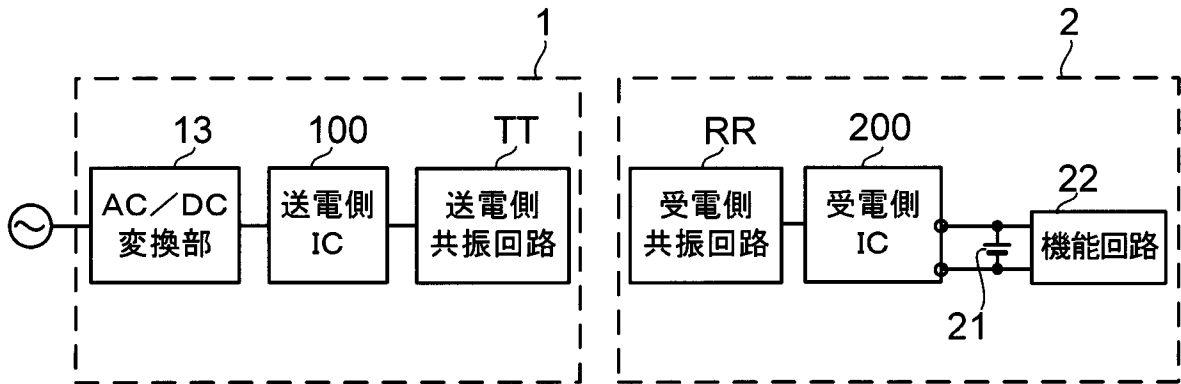 1
2
13
100
TT
RR
200
22
AC/DC
変換部
送電側
IC
送電側
共振回路
受電側
共振回路
受電側
IC
機能回路
21